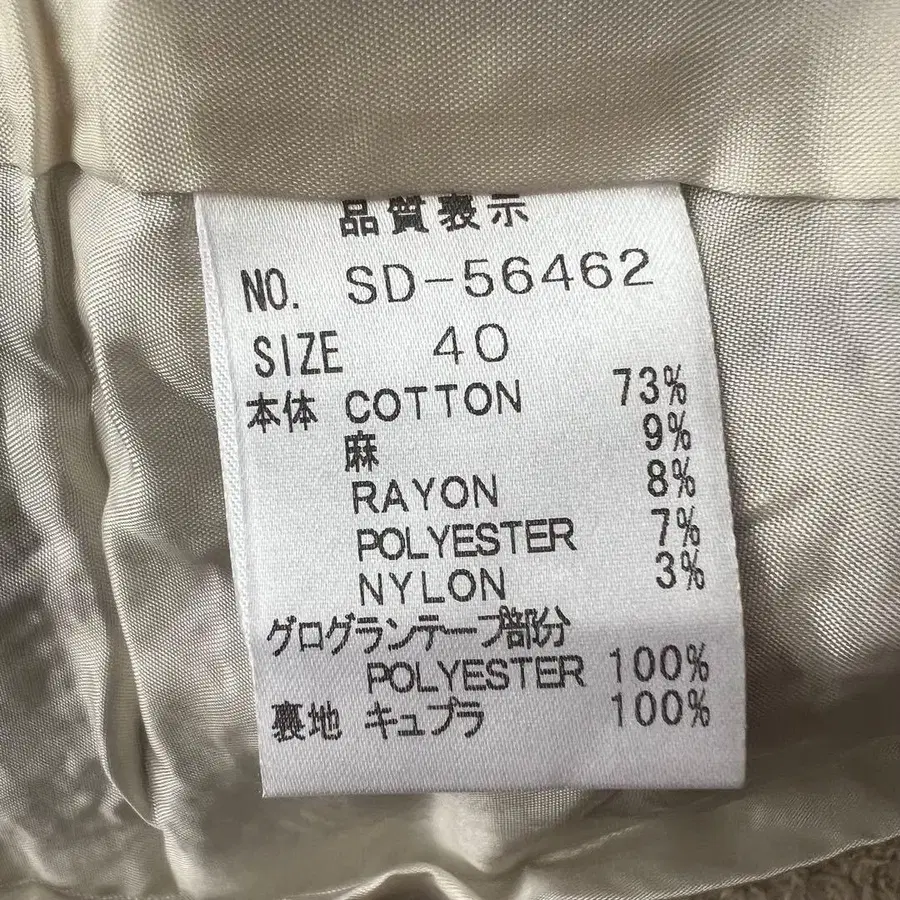 品質表示
NO. SD-56462
SIZE 40
本体 COTTON 73%
麻 9%
RAYON 8%
POLYESTER 7%
NYLON 3%
グログランテープ部分
POLYESTER 100%
裏地 キュプラ 100%